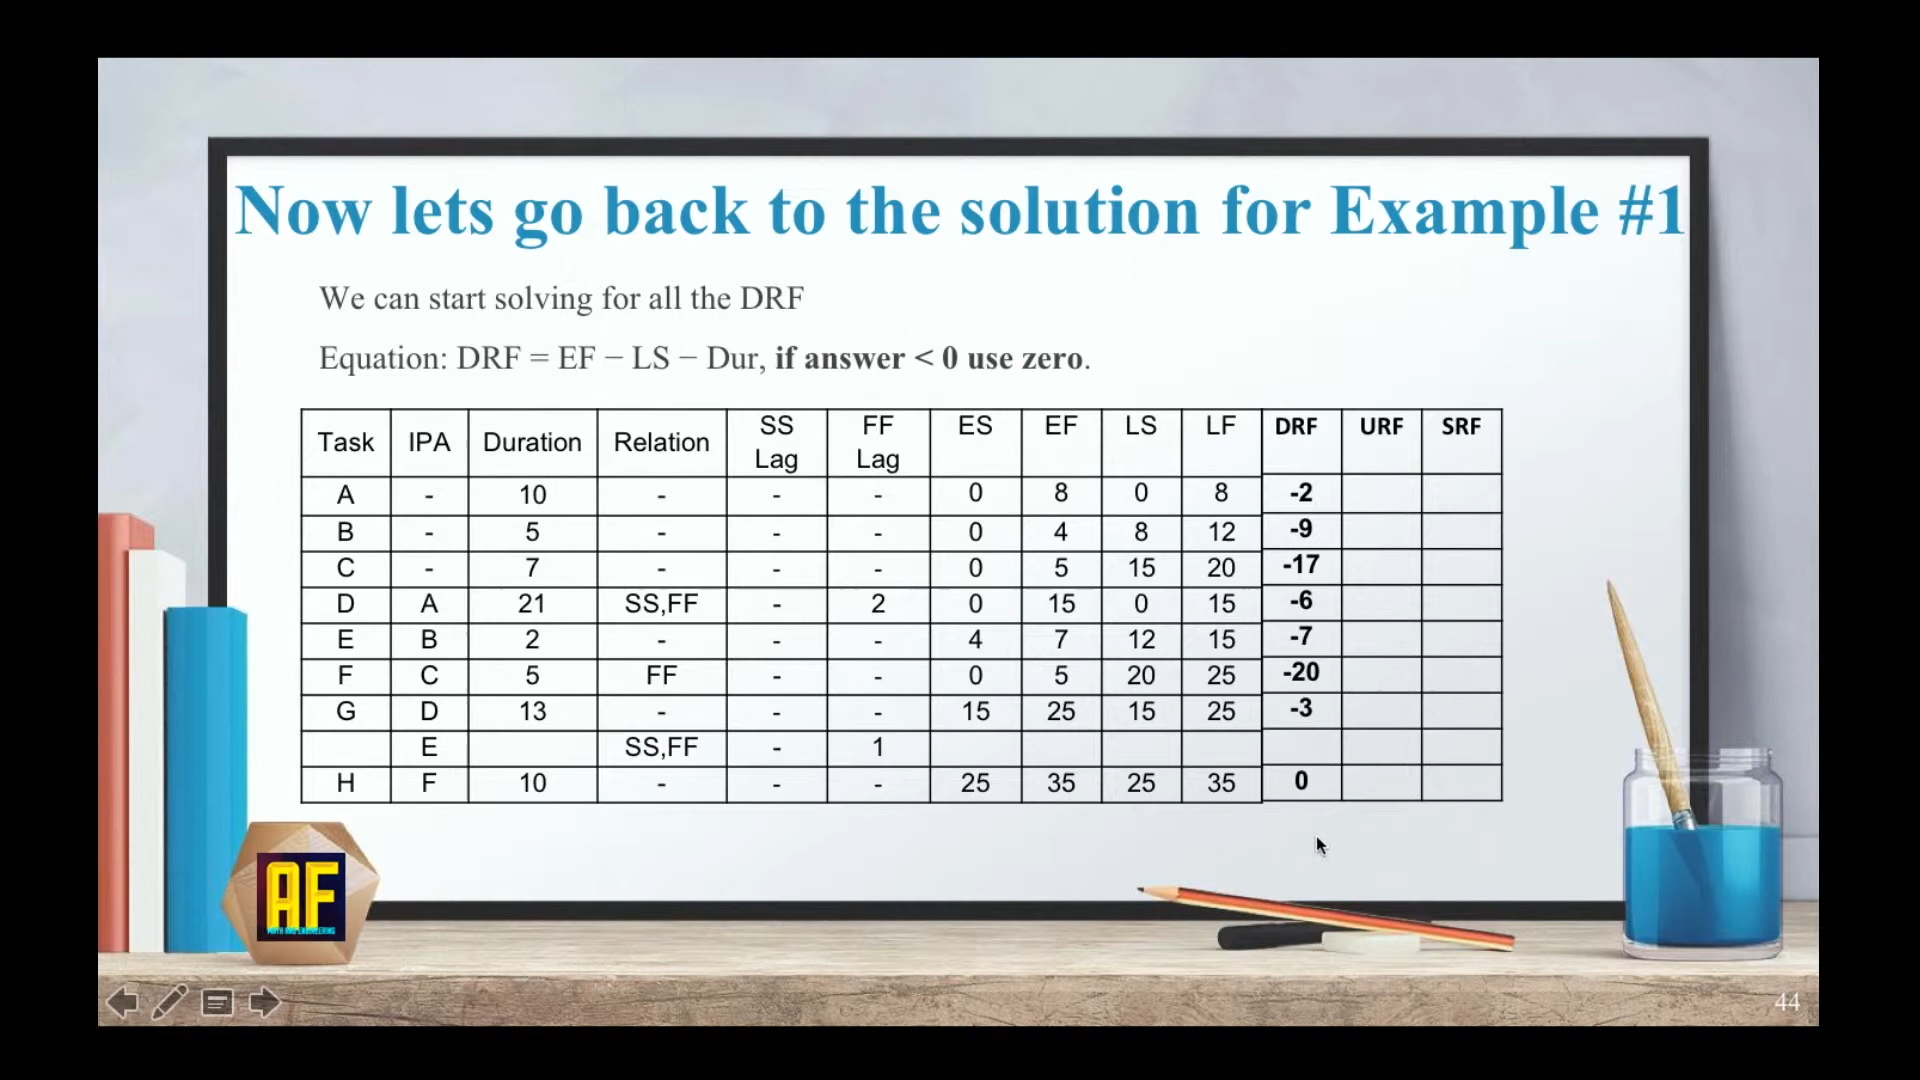 Now lets go back to the solution for Example #1
We can start solving for all the DRF
Equation: DRF = EF − LS − Dur, if answer < 0 use zero.
Task IPA Duration Relation SS Lag FF Lag ES EF LS LF DRF URF SRF
A - 10 - - - 0 8 0 8 -2
B - 5 - - - 0 4 8 12 -9
C - 7 - - - 0 5 15 20 -17
D A 21 SS,FF - 2 0 15 0 15 -6
E B 2 - - - 4 7 12 15 -7
F C 5 FF - - 0 5 20 25 -20
G D 13 - - - 15 25 15 25 -3
E SS,FF - 1
H F 10 - - - 25 35 25 35 0
AF
44